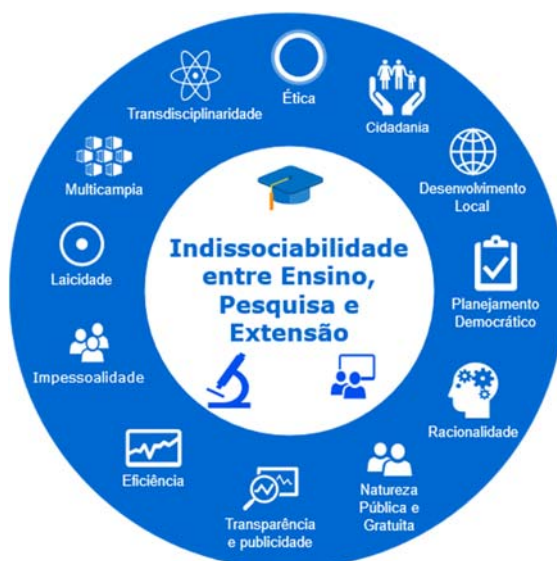 Ética
Cidadania
Desenvolvimento
Local
Planejamento
Democrático
Racionalidade
Natureza
Pública e
Gratuita
Transparência
e publicidade
Eficiência
Impessoalidade
Laicidade
Multicampia
Transdisciplinaridade
Indissociabilidade
entre Ensino,
Pesquisa e
Extensão